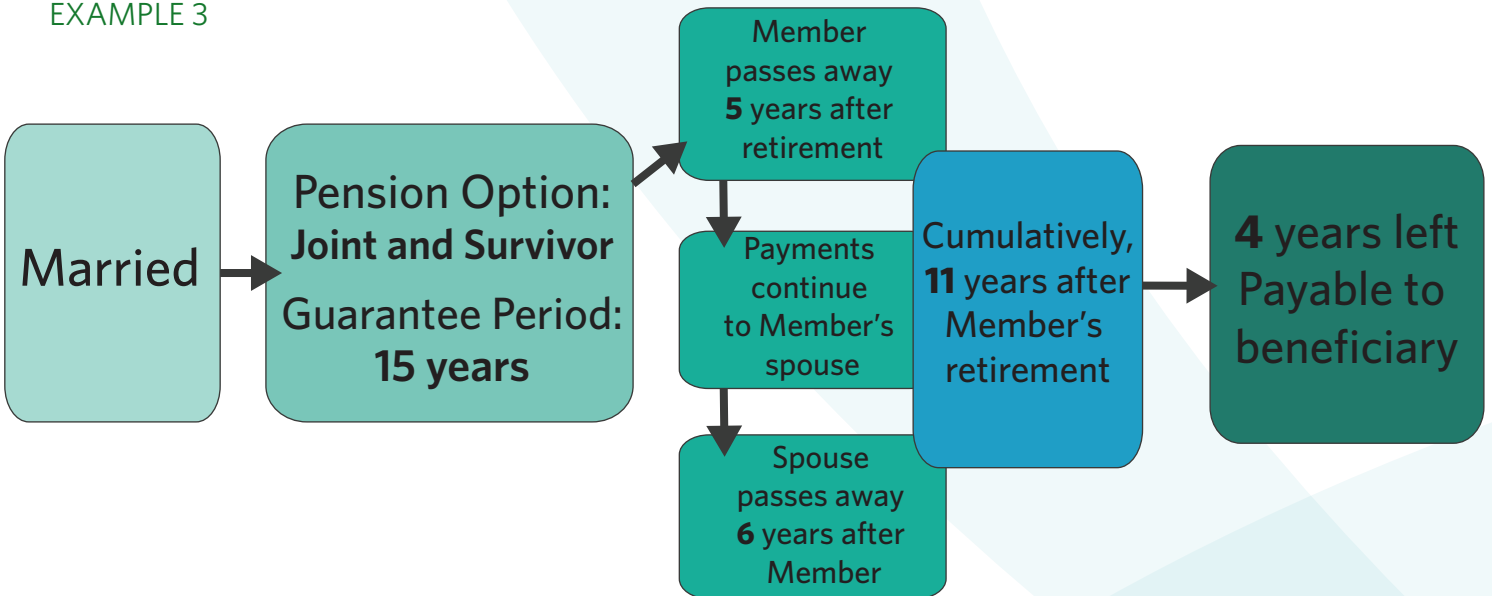 EXAMPLE 3
Married
Pension Option:
Joint and Survivor
Guarantee Period:
15 years
Member
passes away
5 years after
retirement
Payments
continue
to Member’s
spouse
Spouse
passes away
6 years after
Member
Cumulatively,
11 years after
Member’s
retirement
4 years left
Payable to
beneficiary